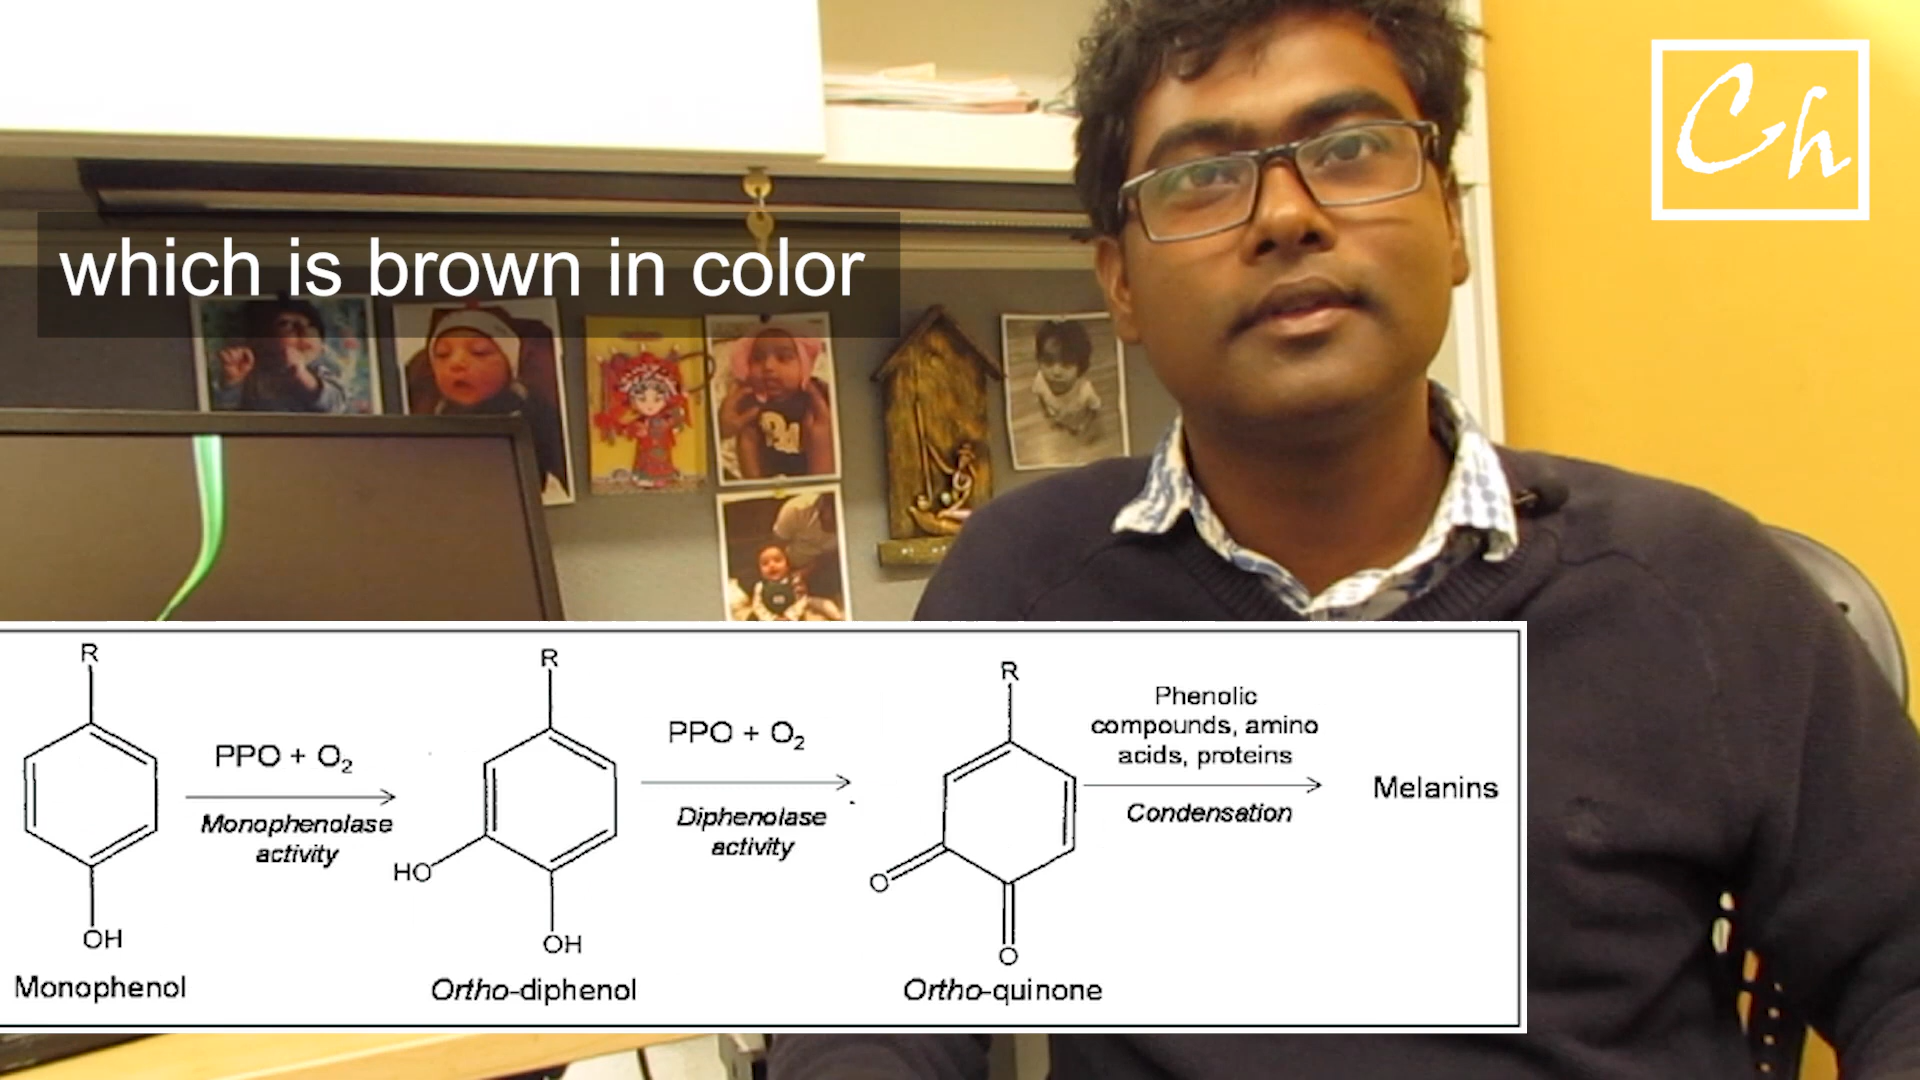 Ch
which is brown in color
R
R
R
PPO + O2
Monophenolase
activity
PPO + O2
Diphenolase
activity
Phenolic
compounds, amino
acids, proteins
Condensation
Melanins
HO
OH
OH
O
O
Monophenol
Ortho-diphenol
Ortho-quinone